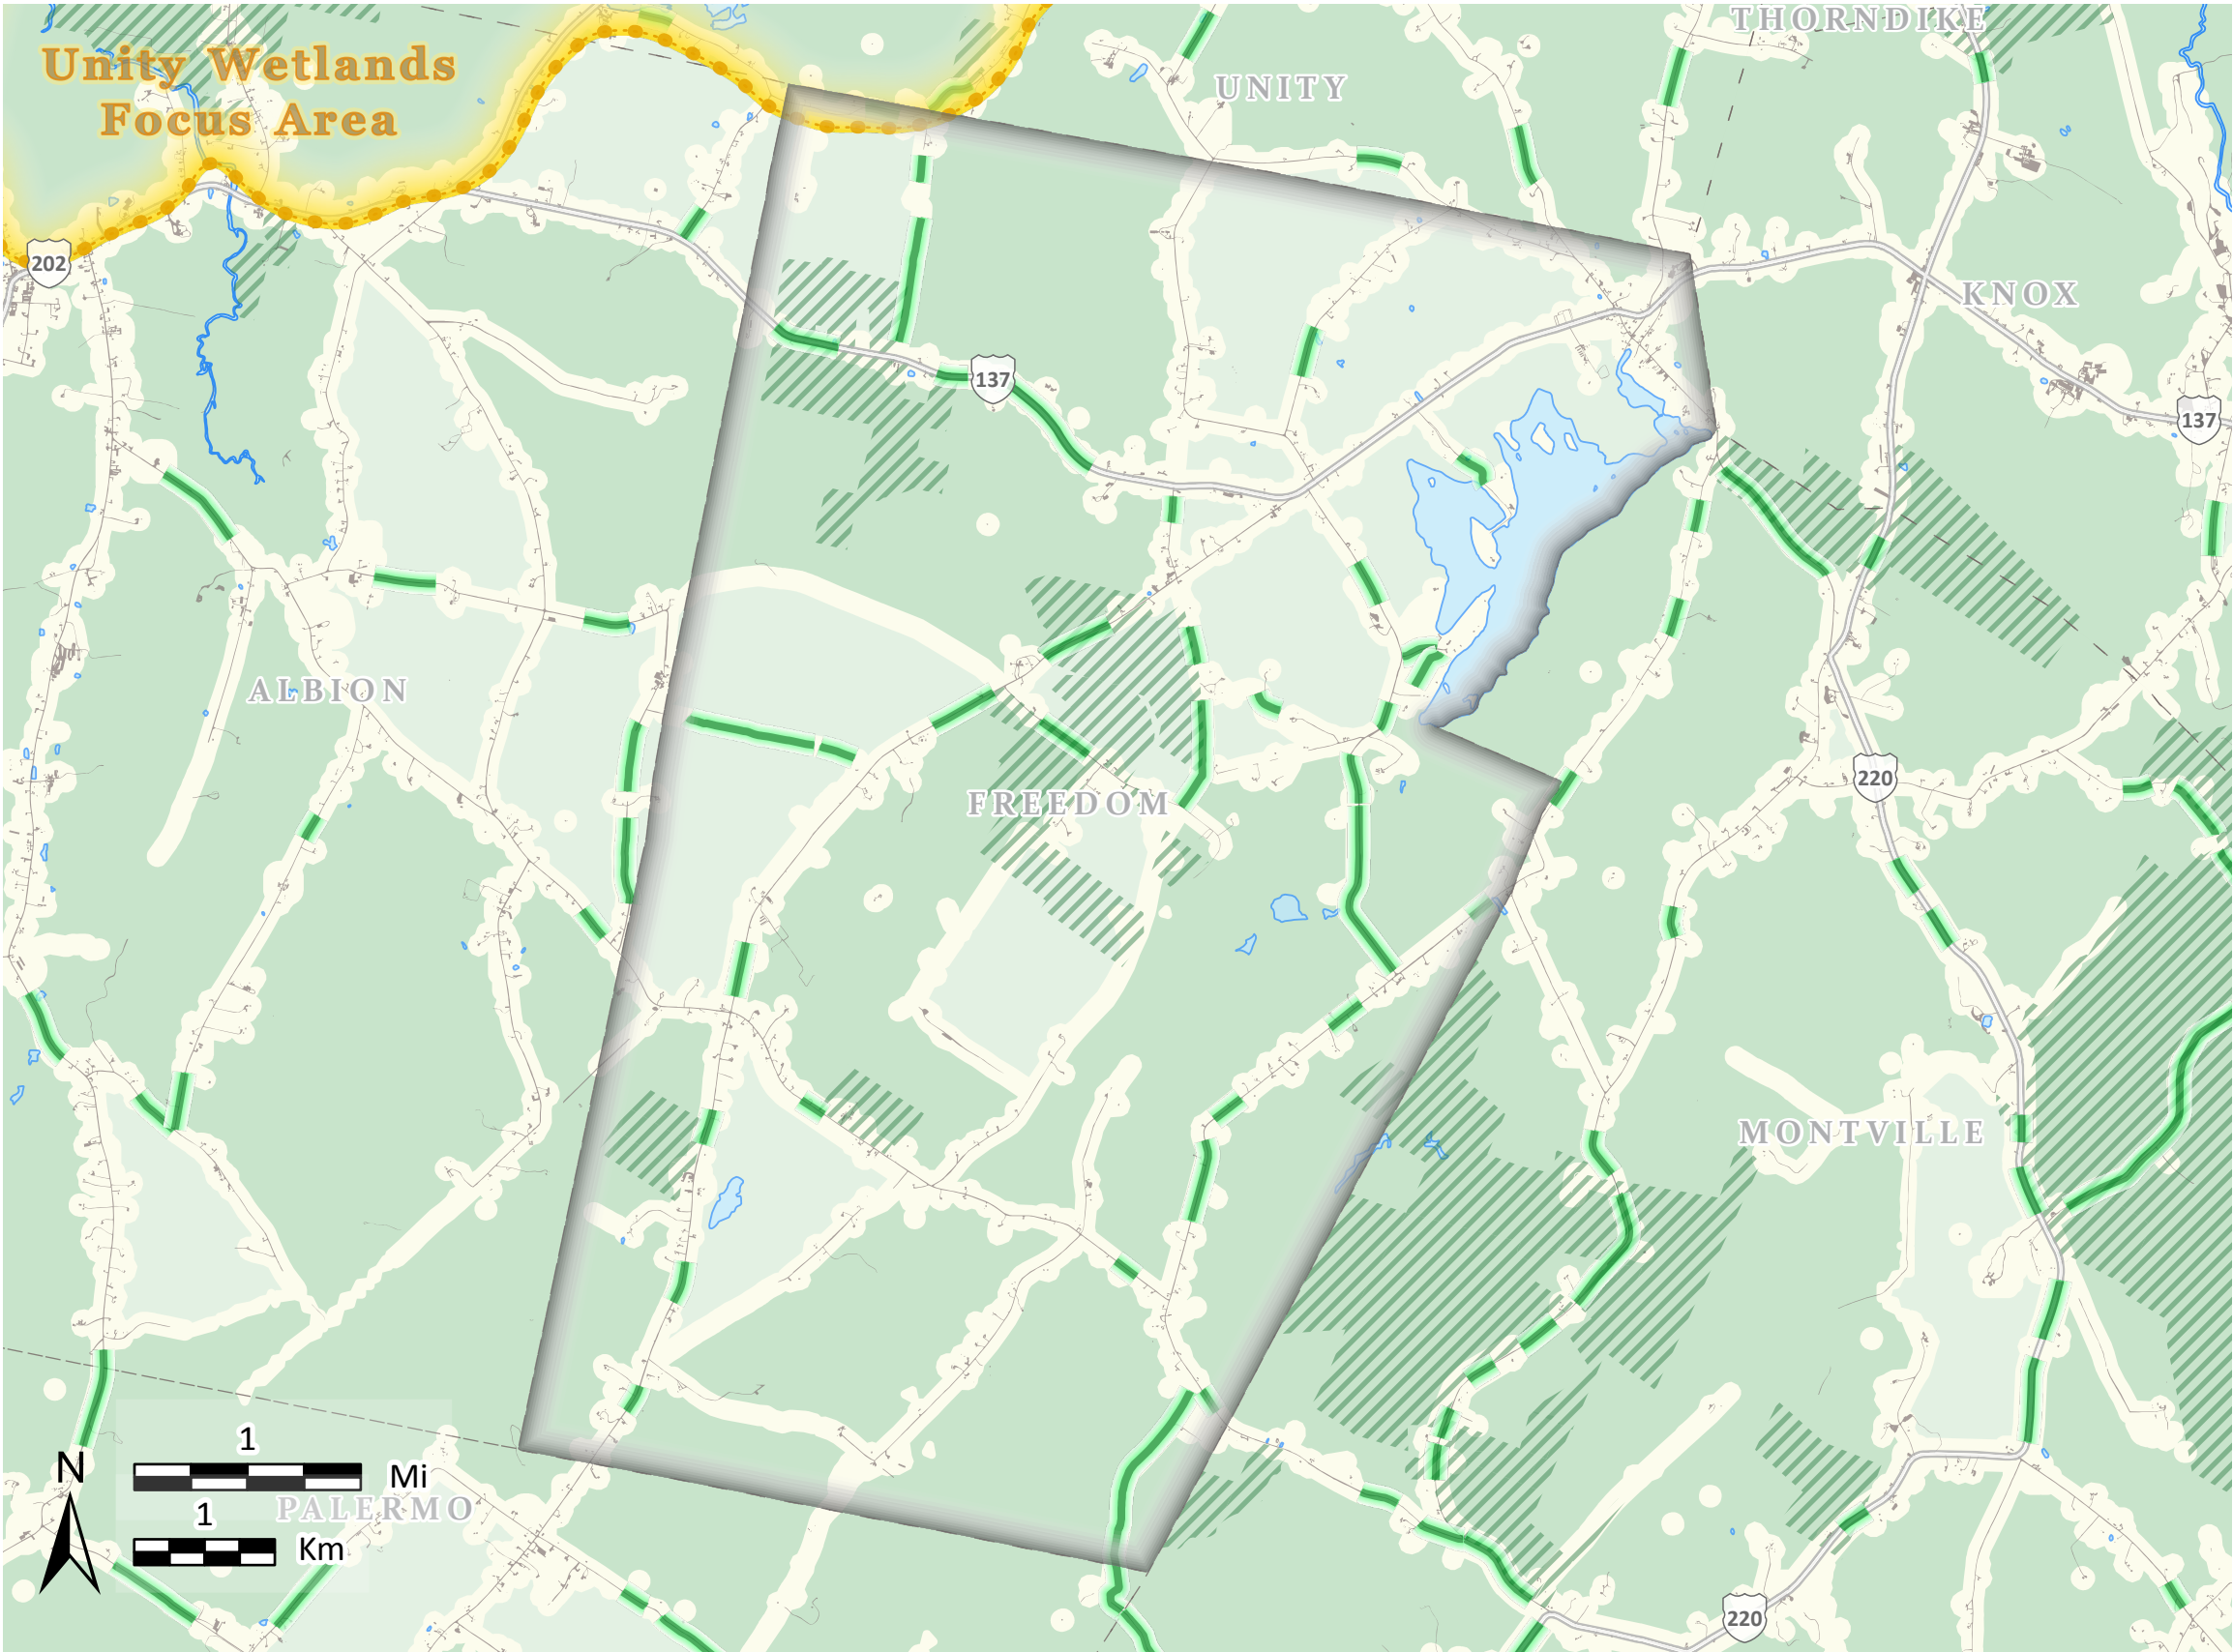 THORNDIKE
Unity Wetlands
Focus Area
UNITY
202
KNOX
137
137
ALBION
220
FREEDOM
MONTVILLE
1
N
Mi
PALERMO
1
Km
220